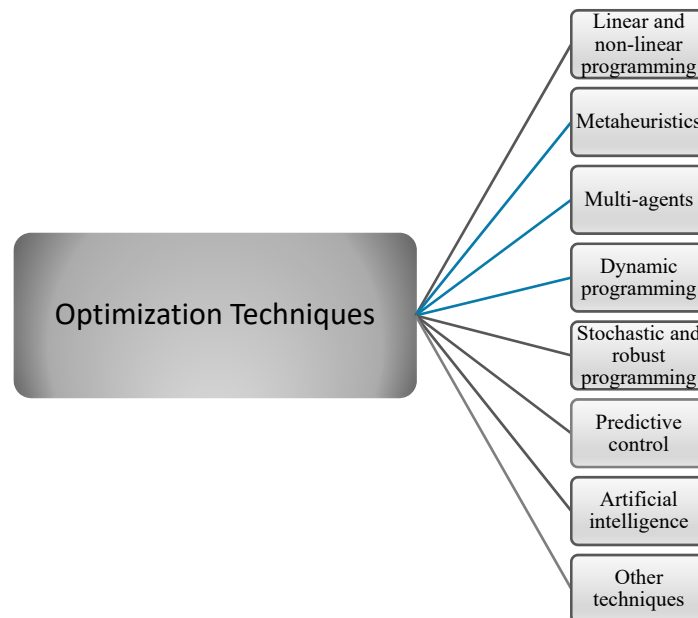 Optimization Techniques
Linear and
non-linear
programming
Metaheuristics
Multi-agents
Dynamic
programming
Stochastic and
robust
programming
Predictive
control
Artificial
intelligence
Other
techniques